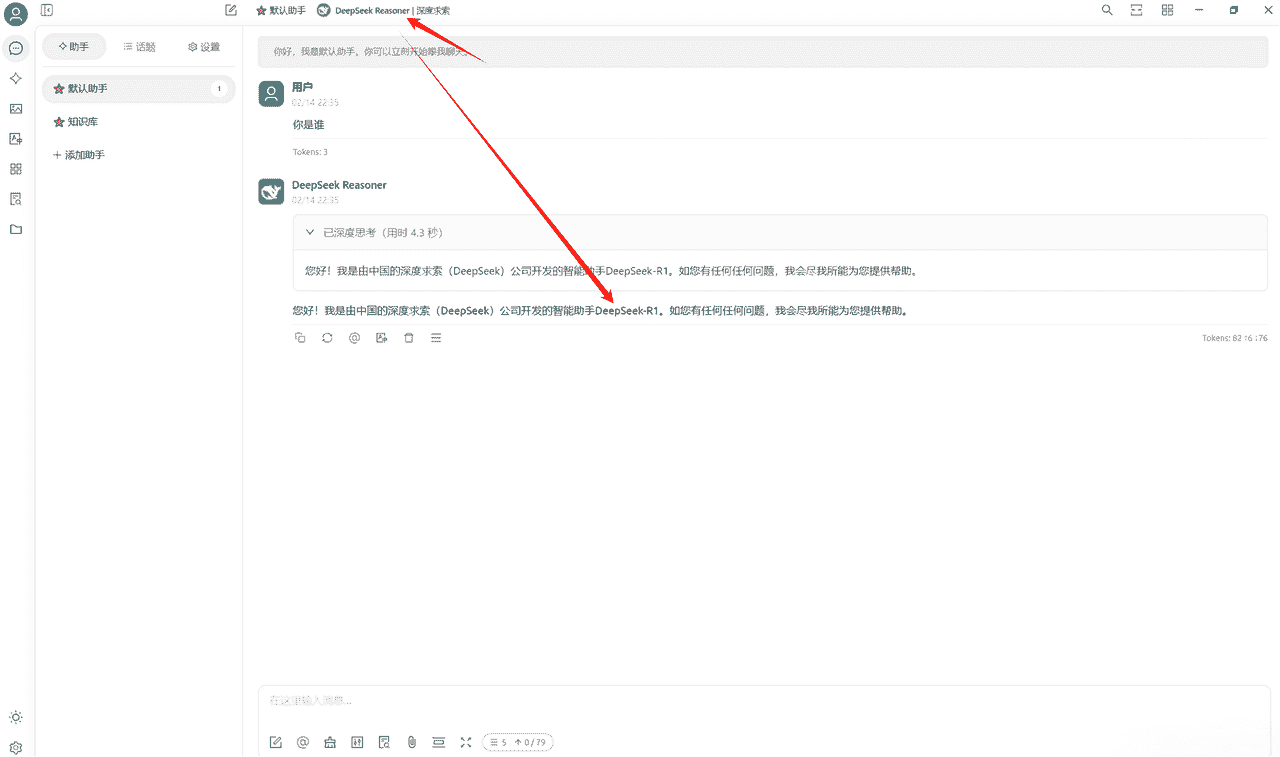 默认助手
DeepSeek Reasoner | 深度求索
助手
话题
设置
默认助手
1
知识库
添加助手
你好，我是默认助手。你可以立刻开始跟我聊天。
用户
02/14 22:35
你是谁
Tokens: 3
DeepSeek Reasoner
02/14 22:35
已深度思考（用时 4.3 秒）
您好！我是由中国的深度求索（DeepSeek）公司开发的智能助手DeepSeek-R1。如您有任何任何问题，我会尽我所能为您提供帮助。
您好！我是由中国的深度求索（DeepSeek）公司开发的智能助手DeepSeek-R1。如您有任何任何问题，我会尽我所能为您提供帮助。
Tokens: 82 ↑6 ↓76
在这里输入消息...
5 ↑ 0 / 79